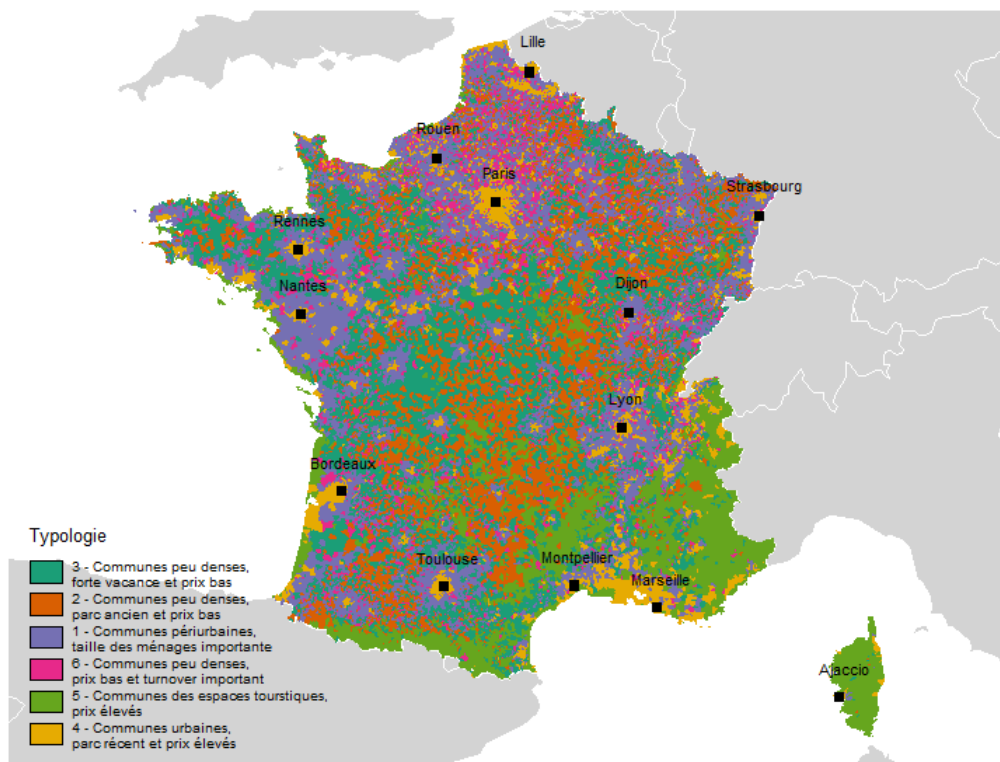 Lille
Rouen
Paris
Strasbourg
Rennes
Nantes
Dijon
Lyon
Bordeaux
Toulouse
Montpellier
Marseille
Ajaccio
Typologie
3 - Communes peu denses,
forte vacance et prix bas
2 - Communes peu denses,
parc ancien et prix bas
1 - Communes périurbaines,
taille des ménages importante
6 - Communes peu denses,
prix bas et turnover important
5 - Communes des espaces tourstiques,
prix élevés
4 - Communes urbaines,
parc récent et prix élevés